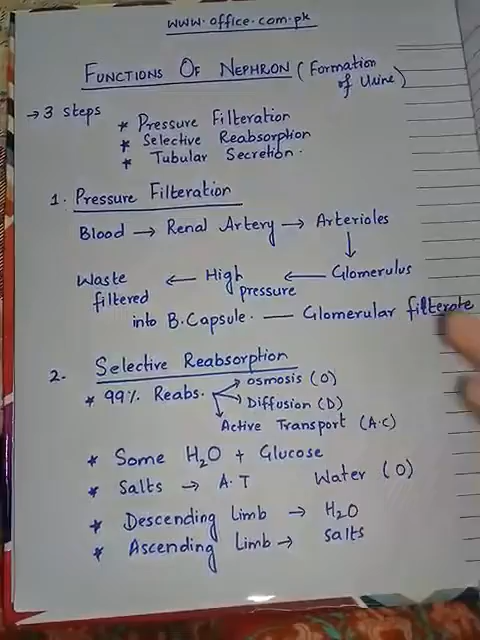 www.office.com.pk
FUNCTIONS OF NEPHRON (Formation of Urine)
→ 3 steps
* Pressure Filteration
* Selective Reabsorption
* Tubular Secretion.
1. Pressure Filteration
Blood → Renal Artery → Arterioles
↓
Waste filtered ← High pressure ← Glomerulus
into B.Capsule. — Glomerular filterate
2. Selective Reabsorption
* 99% Reabs. → Osmosis (O)
→ Diffusion (D)
→ Active Transport (A.C)
* Some H₂O + Glucose
* Salts → A.T Water (O)
* Descending limb → H₂O
* Ascending limb → salts